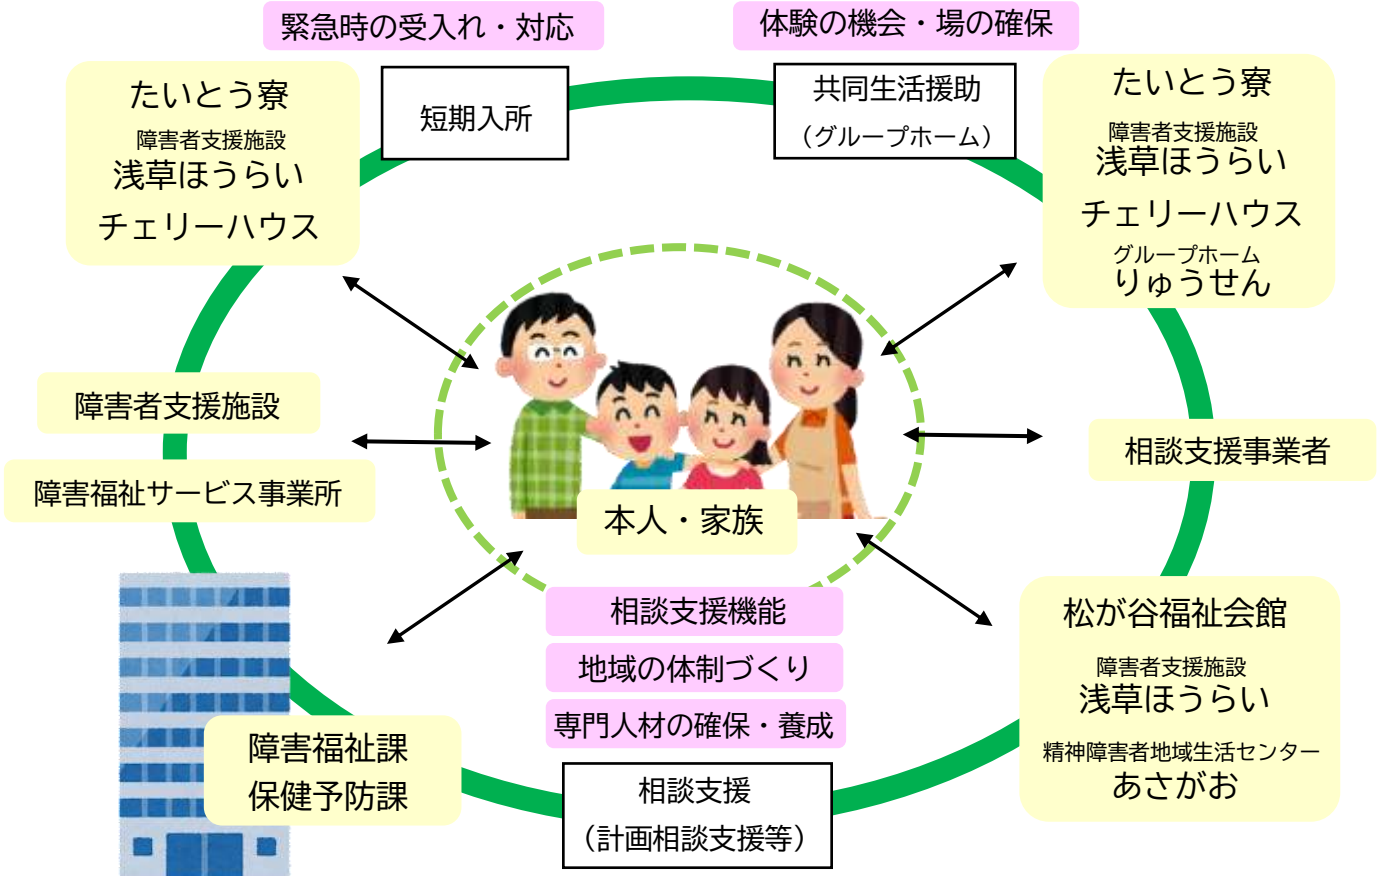 緊急時の受入れ・対応
体験の機会・場の確保
たいとう寮
障害者支援施設
浅草ほうらい
チェリーハウス
短期入所
共同生活援助
（グループホーム）
たいとう寮
障害者支援施設
浅草ほうらい
チェリーハウス
グループホーム
りゅうせん
障害者支援施設
障害福祉サービス事業所
本人・家族
相談支援事業者
相談支援機能
地域の体制づくり
専門人材の確保・養成
障害福祉課
保健予防課
相談支援
（計画相談支援等）
松が谷福祉会館
障害者支援施設
浅草ほうらい
精神障害者地域生活センター
あさがお